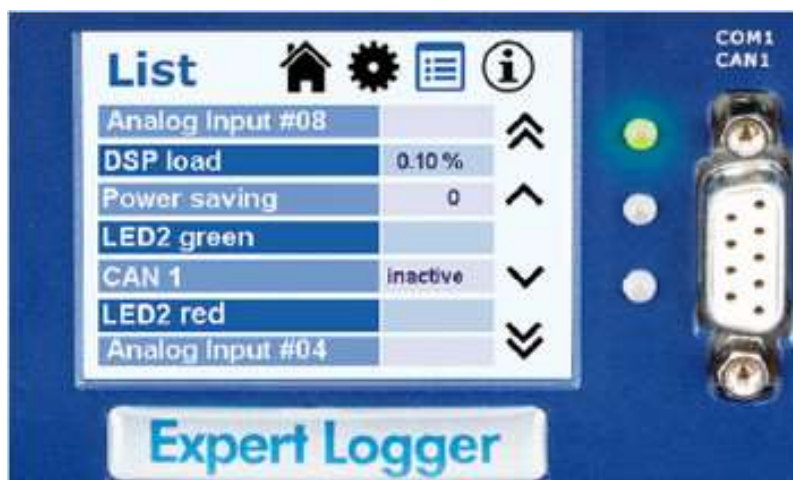 COM1
CAN1
List
Analog Input #08
DSP load 0.10 %
Power saving 0
LED2 green
CAN 1 inactive
LED2 red
Analog Input #04
Expert Logger